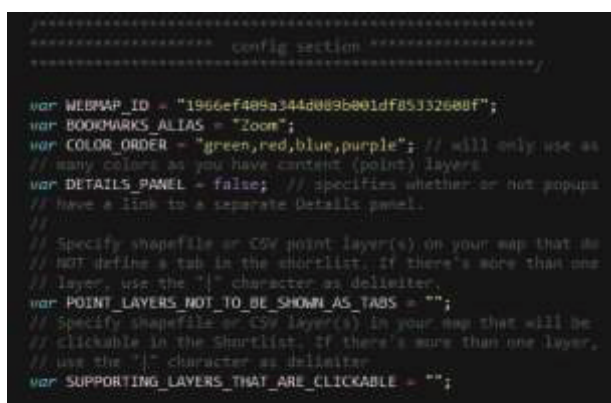 /******************************************************
******************** config section ******************
******************************************************/
var WEBMAP_ID = "1966ef409a344d089b001df85332608f";
var BOOKMARKS_ALIAS = "Zoom";
var COLOR_ORDER = "green,red,blue,purple"; // will only use as
// many colors as you have content (point) layers
var DETAILS_PANEL = false; // specifies whether or not popups
// have a link to a separate Details panel.
//
// Specify shapefile or CSV point layer(s) on your map that do
// NOT define a tab in the shortlist. If there's more than one
// layer, use the "|" character as delimiter.
var POINT_LAYERS_NOT_TO_BE_SHOWN_AS_TABS = "";
// Specify shapefile or CSV layer(s) in your map that will be
// clickable in the Shortlist. If there's more than one layer,
// use the "|" character as delimiter
var SUPPORTING_LAYERS_THAT_ARE_CLICKABLE = "";